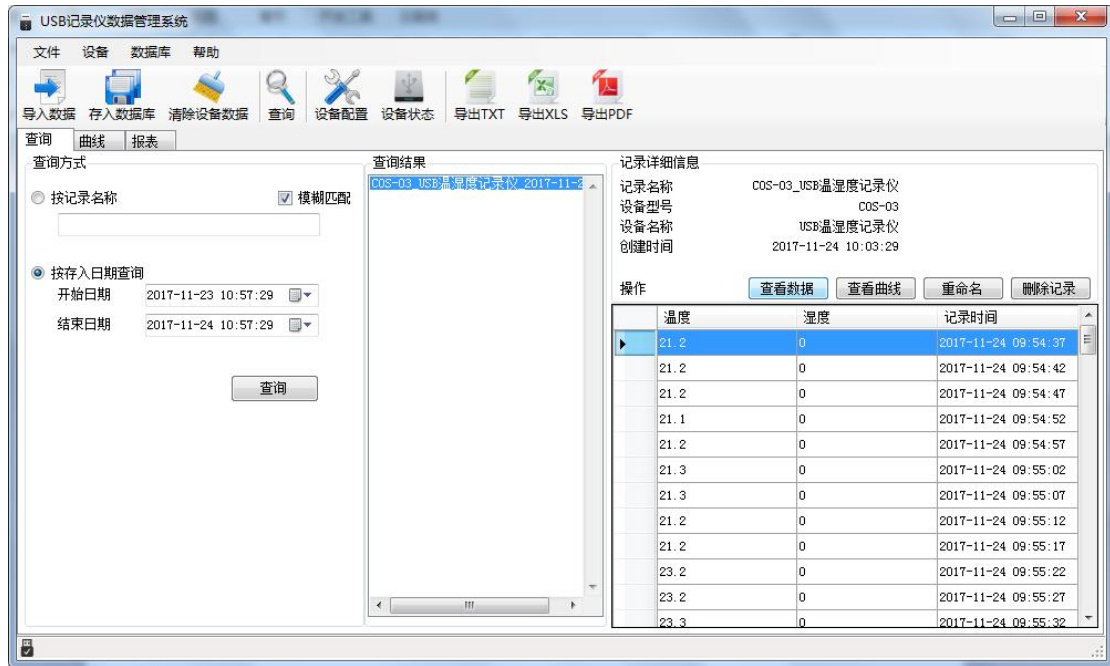 USB记录仪数据管理系统
文件 设备 数据库 帮助
导入数据 存入数据库 清除设备数据 查询 设备配置 设备状态 导出TXT 导出XLS 导出PDF
查询 曲线 报表
查询方式
按记录名称 模糊匹配
按存入日期查询
开始日期 2017-11-23 10:57:29
结束日期 2017-11-24 10:57:29
查询
查询结果
COS-03_USB温湿度记录仪_2017-11-2
记录详细信息
记录名称 COS-03_USB温湿度记录仪
设备型号 COS-03
设备名称 USB温湿度记录仪
创建时间 2017-11-24 10:03:29
操作 查看数据 查看曲线 重命名 删除记录
温度 湿度 记录时间
21.2 0 2017-11-24 09:54:37
21.2 0 2017-11-24 09:54:42
21.2 0 2017-11-24 09:54:47
21.1 0 2017-11-24 09:54:52
21.2 0 2017-11-24 09:54:57
21.3 0 2017-11-24 09:55:02
21.3 0 2017-11-24 09:55:07
21.2 0 2017-11-24 09:55:12
21.2 0 2017-11-24 09:55:17
23.2 0 2017-11-24 09:55:22
23.2 0 2017-11-24 09:55:27
23.3 0 2017-11-24 09:55:32